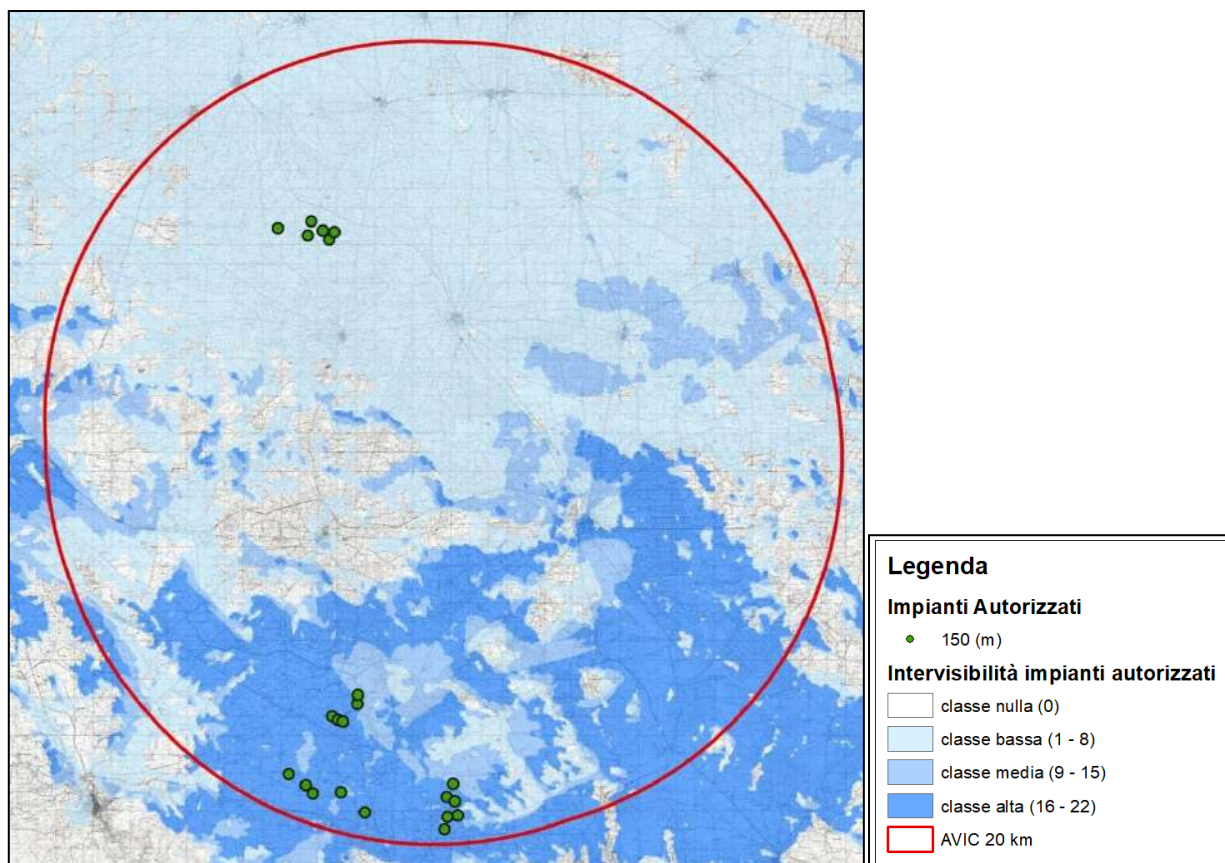 Legenda
Impianti Autorizzati
150 (m)
Intervisibilità impianti autorizzati
classe nulla (0)
classe bassa (1 - 8)
classe media (9 - 15)
classe alta (16 - 22)
AVIC 20 km